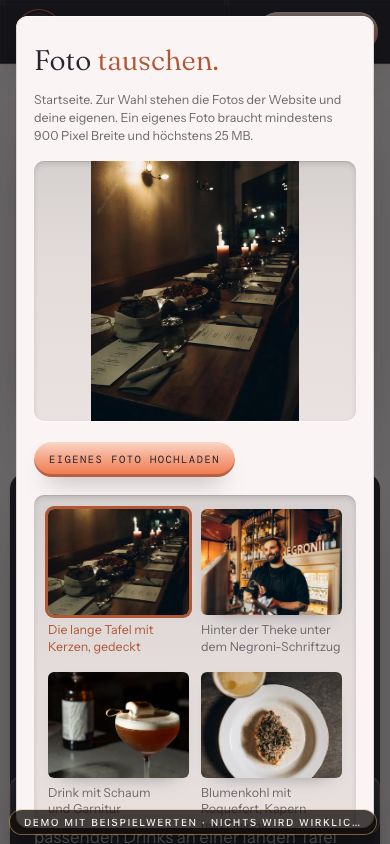 Foto tauschen.
Startseite. Zur Wahl stehen die Fotos der Website und
deine eigenen. Ein eigenes Foto braucht mindestens
900 Pixel Breite und höchstens 25 MB.
EIGENES FOTO HOCHLADEN
NEGRONI
Die lange Tafel mit
Kerzen, gedeckt
Hinter der Theke unter
dem Negroni-Schriftzug
Drink mit Schaum
und Garnitur
Blumenkohl mit
Roquefort, Kapern
DEMO MIT BEISPIELWERTEN · NICHTS WIRD WIRKLIC…
passenden Drinks an einer langen Tafel